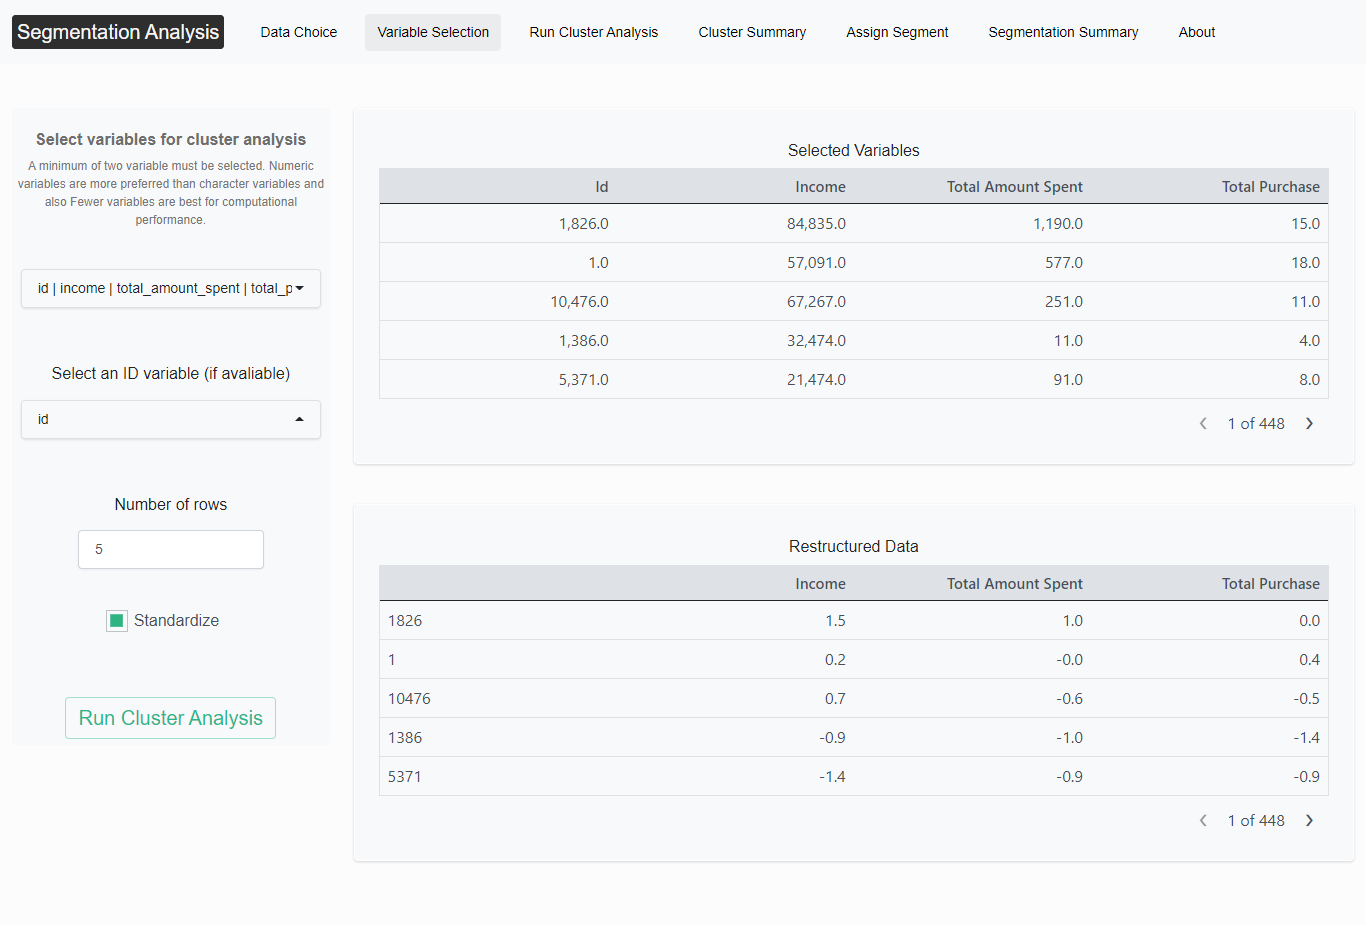 Segmentation Analysis
Data Choice
Variable Selection
Run Cluster Analysis
Cluster Summary
Assign Segment
Segmentation Summary
About
Select variables for cluster analysis
A minimum of two variable must be selected. Numeric
variables are more preferred than character variables and
also Fewer variables are best for computational
performance.
id | income | total_amount_spent | total_p
Select an ID variable (if avaliable)
id
Number of rows
5
Standardize
Run Cluster Analysis
Selected Variables
Id Income Total Amount Spent Total Purchase
1,826.0 84,835.0 1,190.0 15.0
1.0 57,091.0 577.0 18.0
10,476.0 67,267.0 251.0 11.0
1,386.0 32,474.0 11.0 4.0
5,371.0 21,474.0 91.0 8.0
1 of 448
Restructured Data
Income Total Amount Spent Total Purchase
1826 1.5 1.0 0.0
1 0.2 -0.0 0.4
10476 0.7 -0.6 -0.5
1386 -0.9 -1.0 -1.4
5371 -1.4 -0.9 -0.9
1 of 448